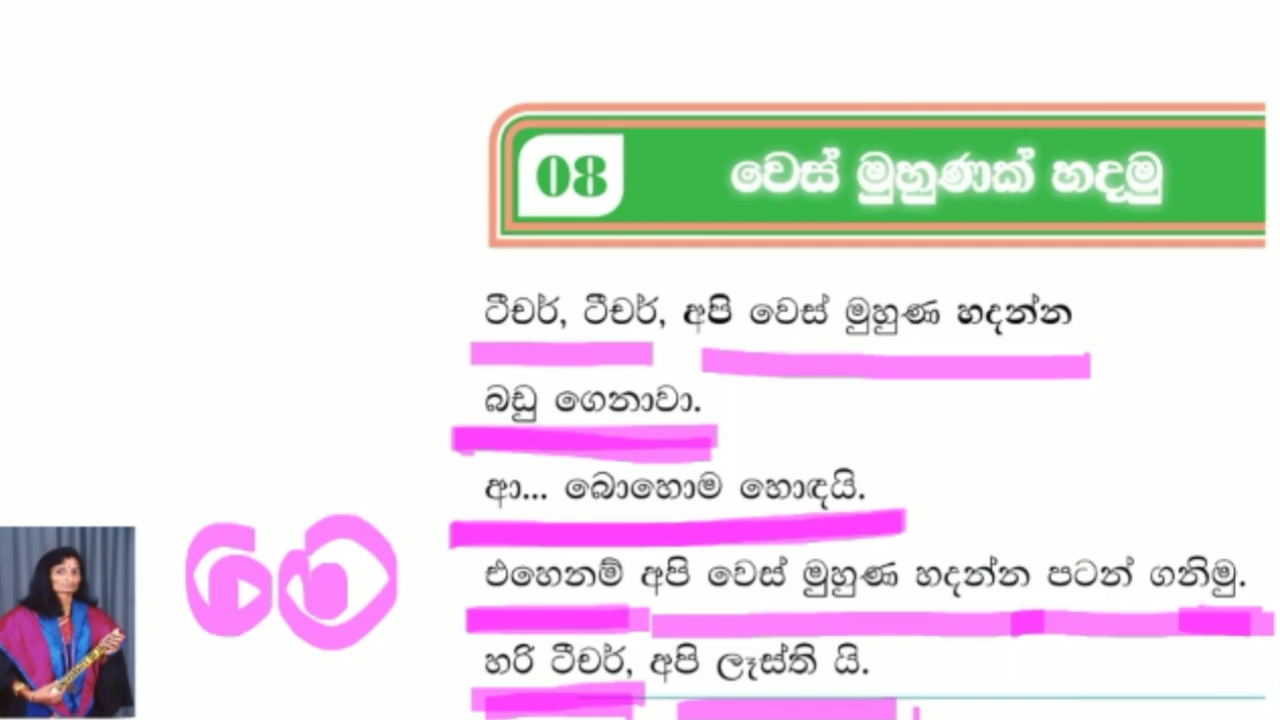 08 වෙස් මුහුණක් හදමු
ටීචර්, ටීචර්, අපි වෙස් මුහුණ හදන්න
බඩු ගෙනාවා.
ආ... බොහොම හොඳයි.
එහෙනම් අපි වෙස් මුහුණ හදන්න පටන් ගනිමු.
හරි ටීචර්, අපි ලෑස්ති යි.